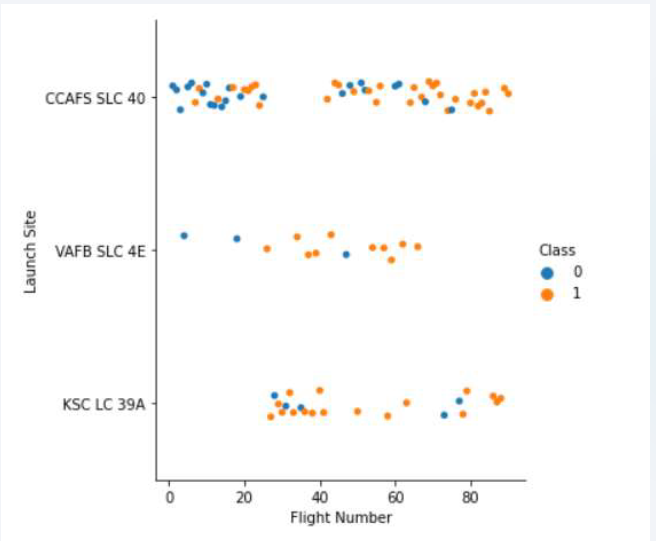 CCAFS SLC 40
VAFB SLC 4E
KSC LC 39A
Launch Site
0 20 40 60 80
Flight Number
Class
0
1